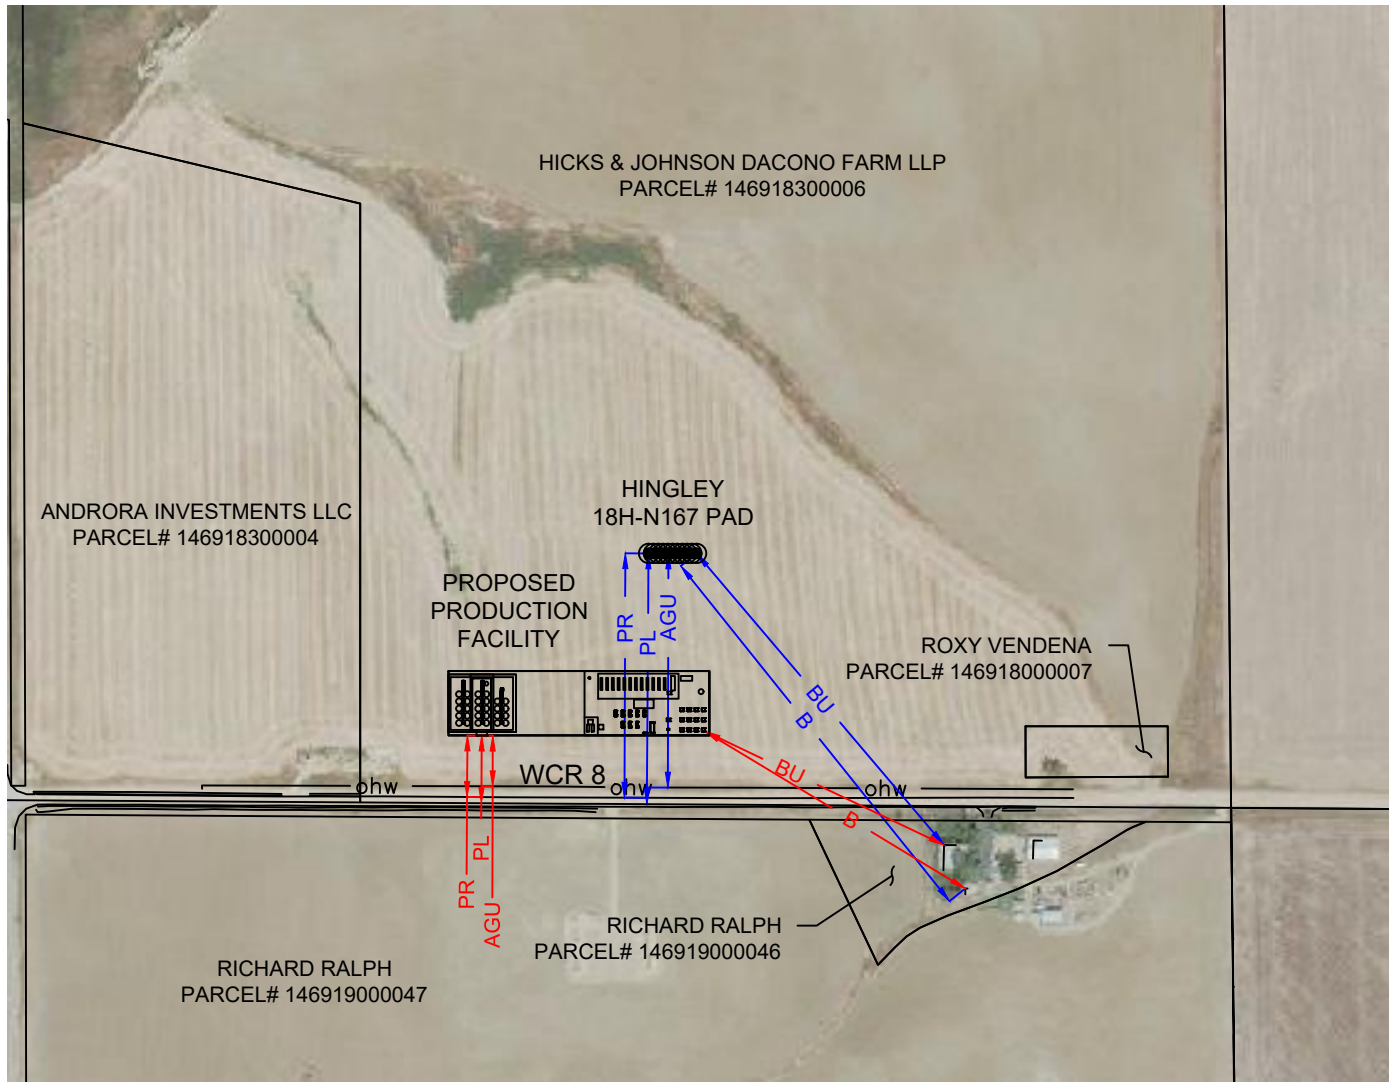 HICKS & JOHNSON DACONO FARM LLP
PARCEL# 146918300006
HINGLEY
18H-N167 PAD
ANDRORA INVESTMENTS LLC
PARCEL# 146918300004
PROPOSED
PRODUCTION
FACILITY
PR
PL
AGU
ROXY VENDENA
PARCEL# 146918000007
BU
B
WCR 8
ohw
ohw
ohw
BU
B
PR
PL
AGU
RICHARD RALPH
PARCEL# 146919000046
RICHARD RALPH
PARCEL# 146919000047